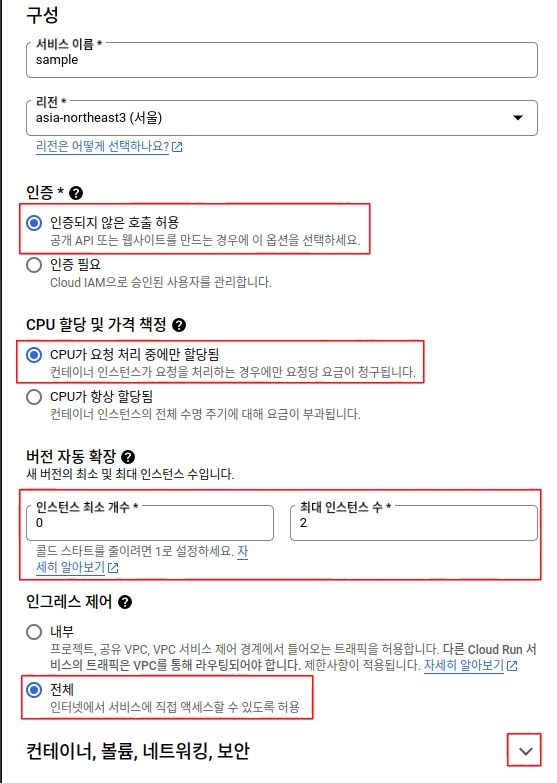 구성
서비스 이름 *
sample
리전 *
asia-northeast3 (서울)
리전은 어떻게 선택하나요?
인증 *
인증되지 않은 호출 허용
공개 API 또는 웹사이트를 만드는 경우에 이 옵션을 선택하세요.
인증 필요
Cloud IAM으로 승인된 사용자를 관리합니다.
CPU 할당 및 가격 책정
CPU가 요청 처리 중에만 할당됨
컨테이너 인스턴스가 요청을 처리하는 경우에만 요청당 요금이 청구됩니다.
CPU가 항상 할당됨
컨테이너 인스턴스의 전체 수명 주기에 대해 요금이 부과됩니다.
버전 자동 확장
새 버전의 최소 및 최대 인스턴스 수입니다.
인스턴스 최소 개수 *
0
최대 인스턴스 수 *
2
콜드 스타트를 줄이려면 1로 설정하세요. 자
세히 알아보기
인그레스 제어
내부
프로젝트, 공유 VPC, VPC 서비스 제어 경계에서 들어오는 트래픽을 허용합니다. 다른 Cloud Run 서
비스의 트래픽은 VPC를 통해 라우팅되어야 합니다. 제한사항이 적용됩니다. 자세히 알아보기
전체
인터넷에서 서비스에 직접 액세스할 수 있도록 허용
컨테이너, 볼륨, 네트워킹, 보안